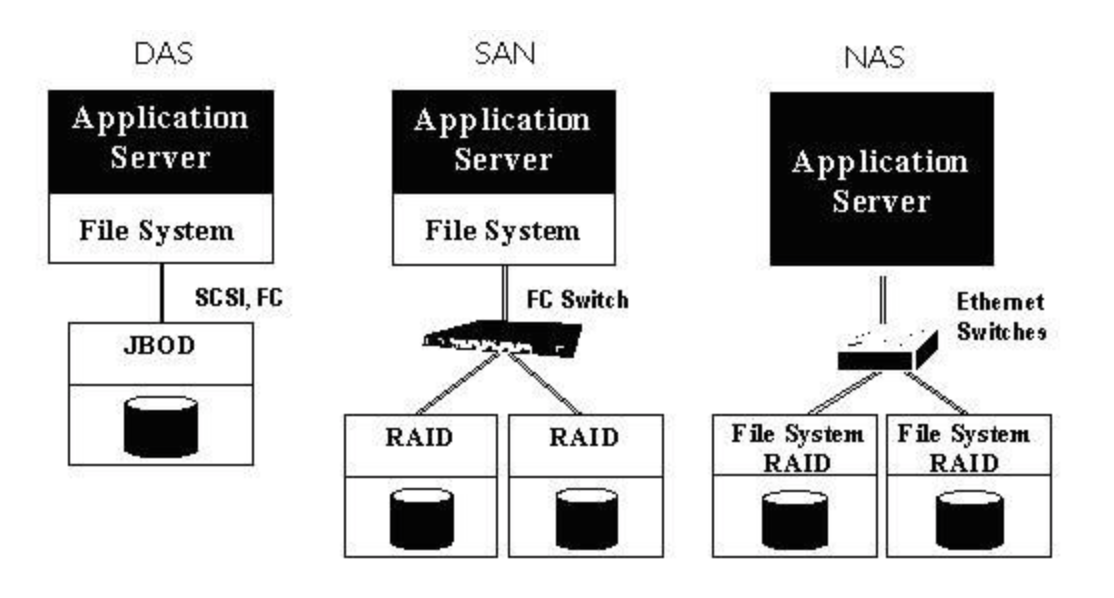 DAS
Application
Server
File System
SCSI, FC
JBOD
SAN
Application
Server
File System
FC Switch
RAID
RAID
NAS
Application
Server
Ethernet
Switches
File System
RAID
File System
RAID